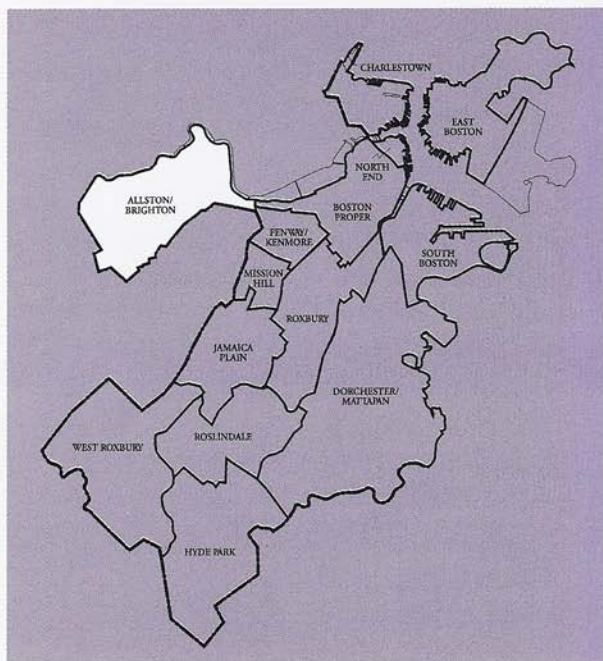 CHARLESTOWN
EAST
BOSTON
NORTH
END
ALLSTON/
BRIGHTON
BOSTON
PROPER
FENWAY/
KENMORE
SOUTH
BOSTON
MISSION
HILL
ROXBURY
JAMAICA
PLAIN
DORCHESTER/
MATTAPAN
WEST ROXBURY
ROSLINDALE
HYDE PARK